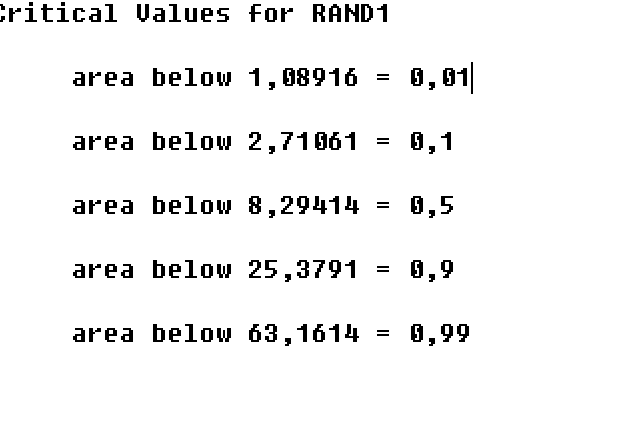 Critical Values for RAND1
area below 1,08916 = 0,01
area below 2,71061 = 0,1
area below 8,29414 = 0,5
area below 25,3791 = 0,9
area below 63,1614 = 0,99